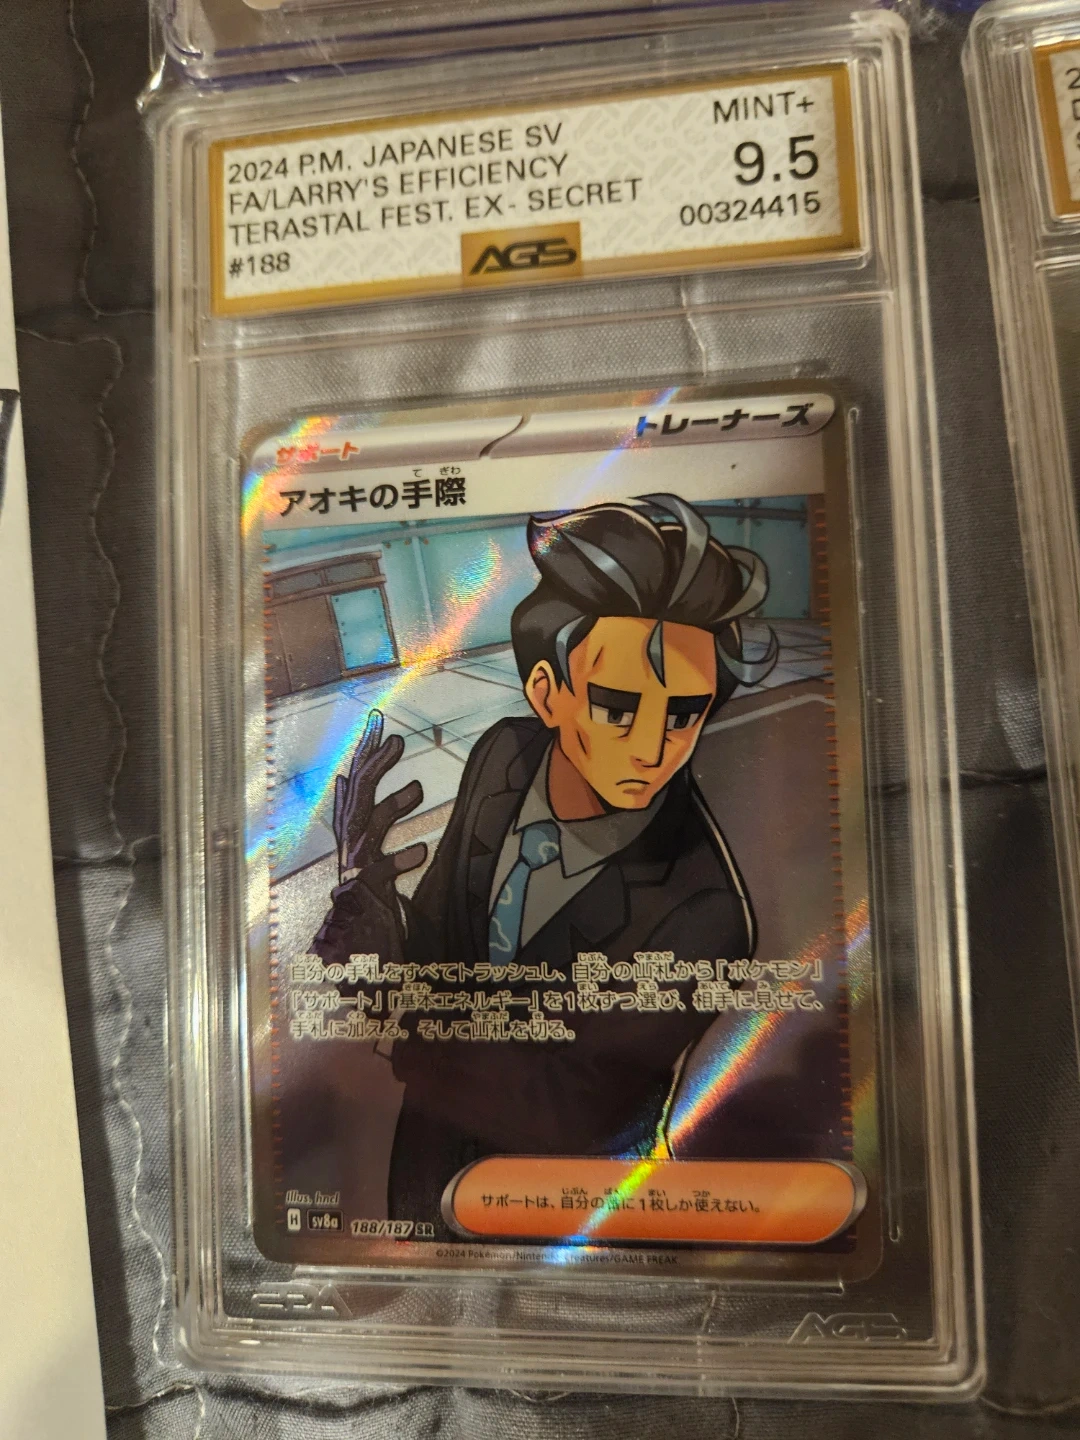 2024 P.M. JAPANESE SV
FA/LARRY'S EFFICIENCY
TERASTAL FEST. EX - SECRET
#188
MINT+
9.5
00324415
AGS
サポート
トレーナーズ
てぎわ
アオキの手際
自分の手札をすべてトラッシュし、自分の山札から「ポケモン」
「サポート」「基本エネルギー」を1枚ずつ選び、相手に見せて、
手札に加える。そして山札を切る。
サポートは、自分の番に1枚しか使えない。
Illus. hncl
H sv8a 188/187 SR
©2024 Pokémon/Nintendo/Creatures/GAME FREAK
AGS